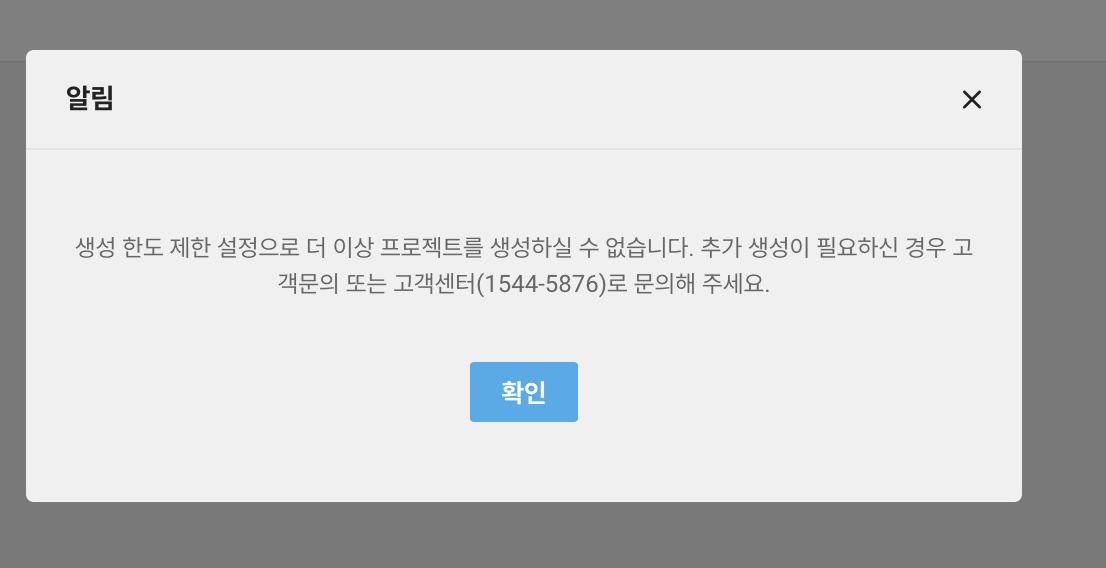 알림
생성 한도 제한 설정으로 더 이상 프로젝트를 생성하실 수 없습니다. 추가 생성이 필요하신 경우 고
객문의 또는 고객센터(1544-5876)로 문의해 주세요.
확인